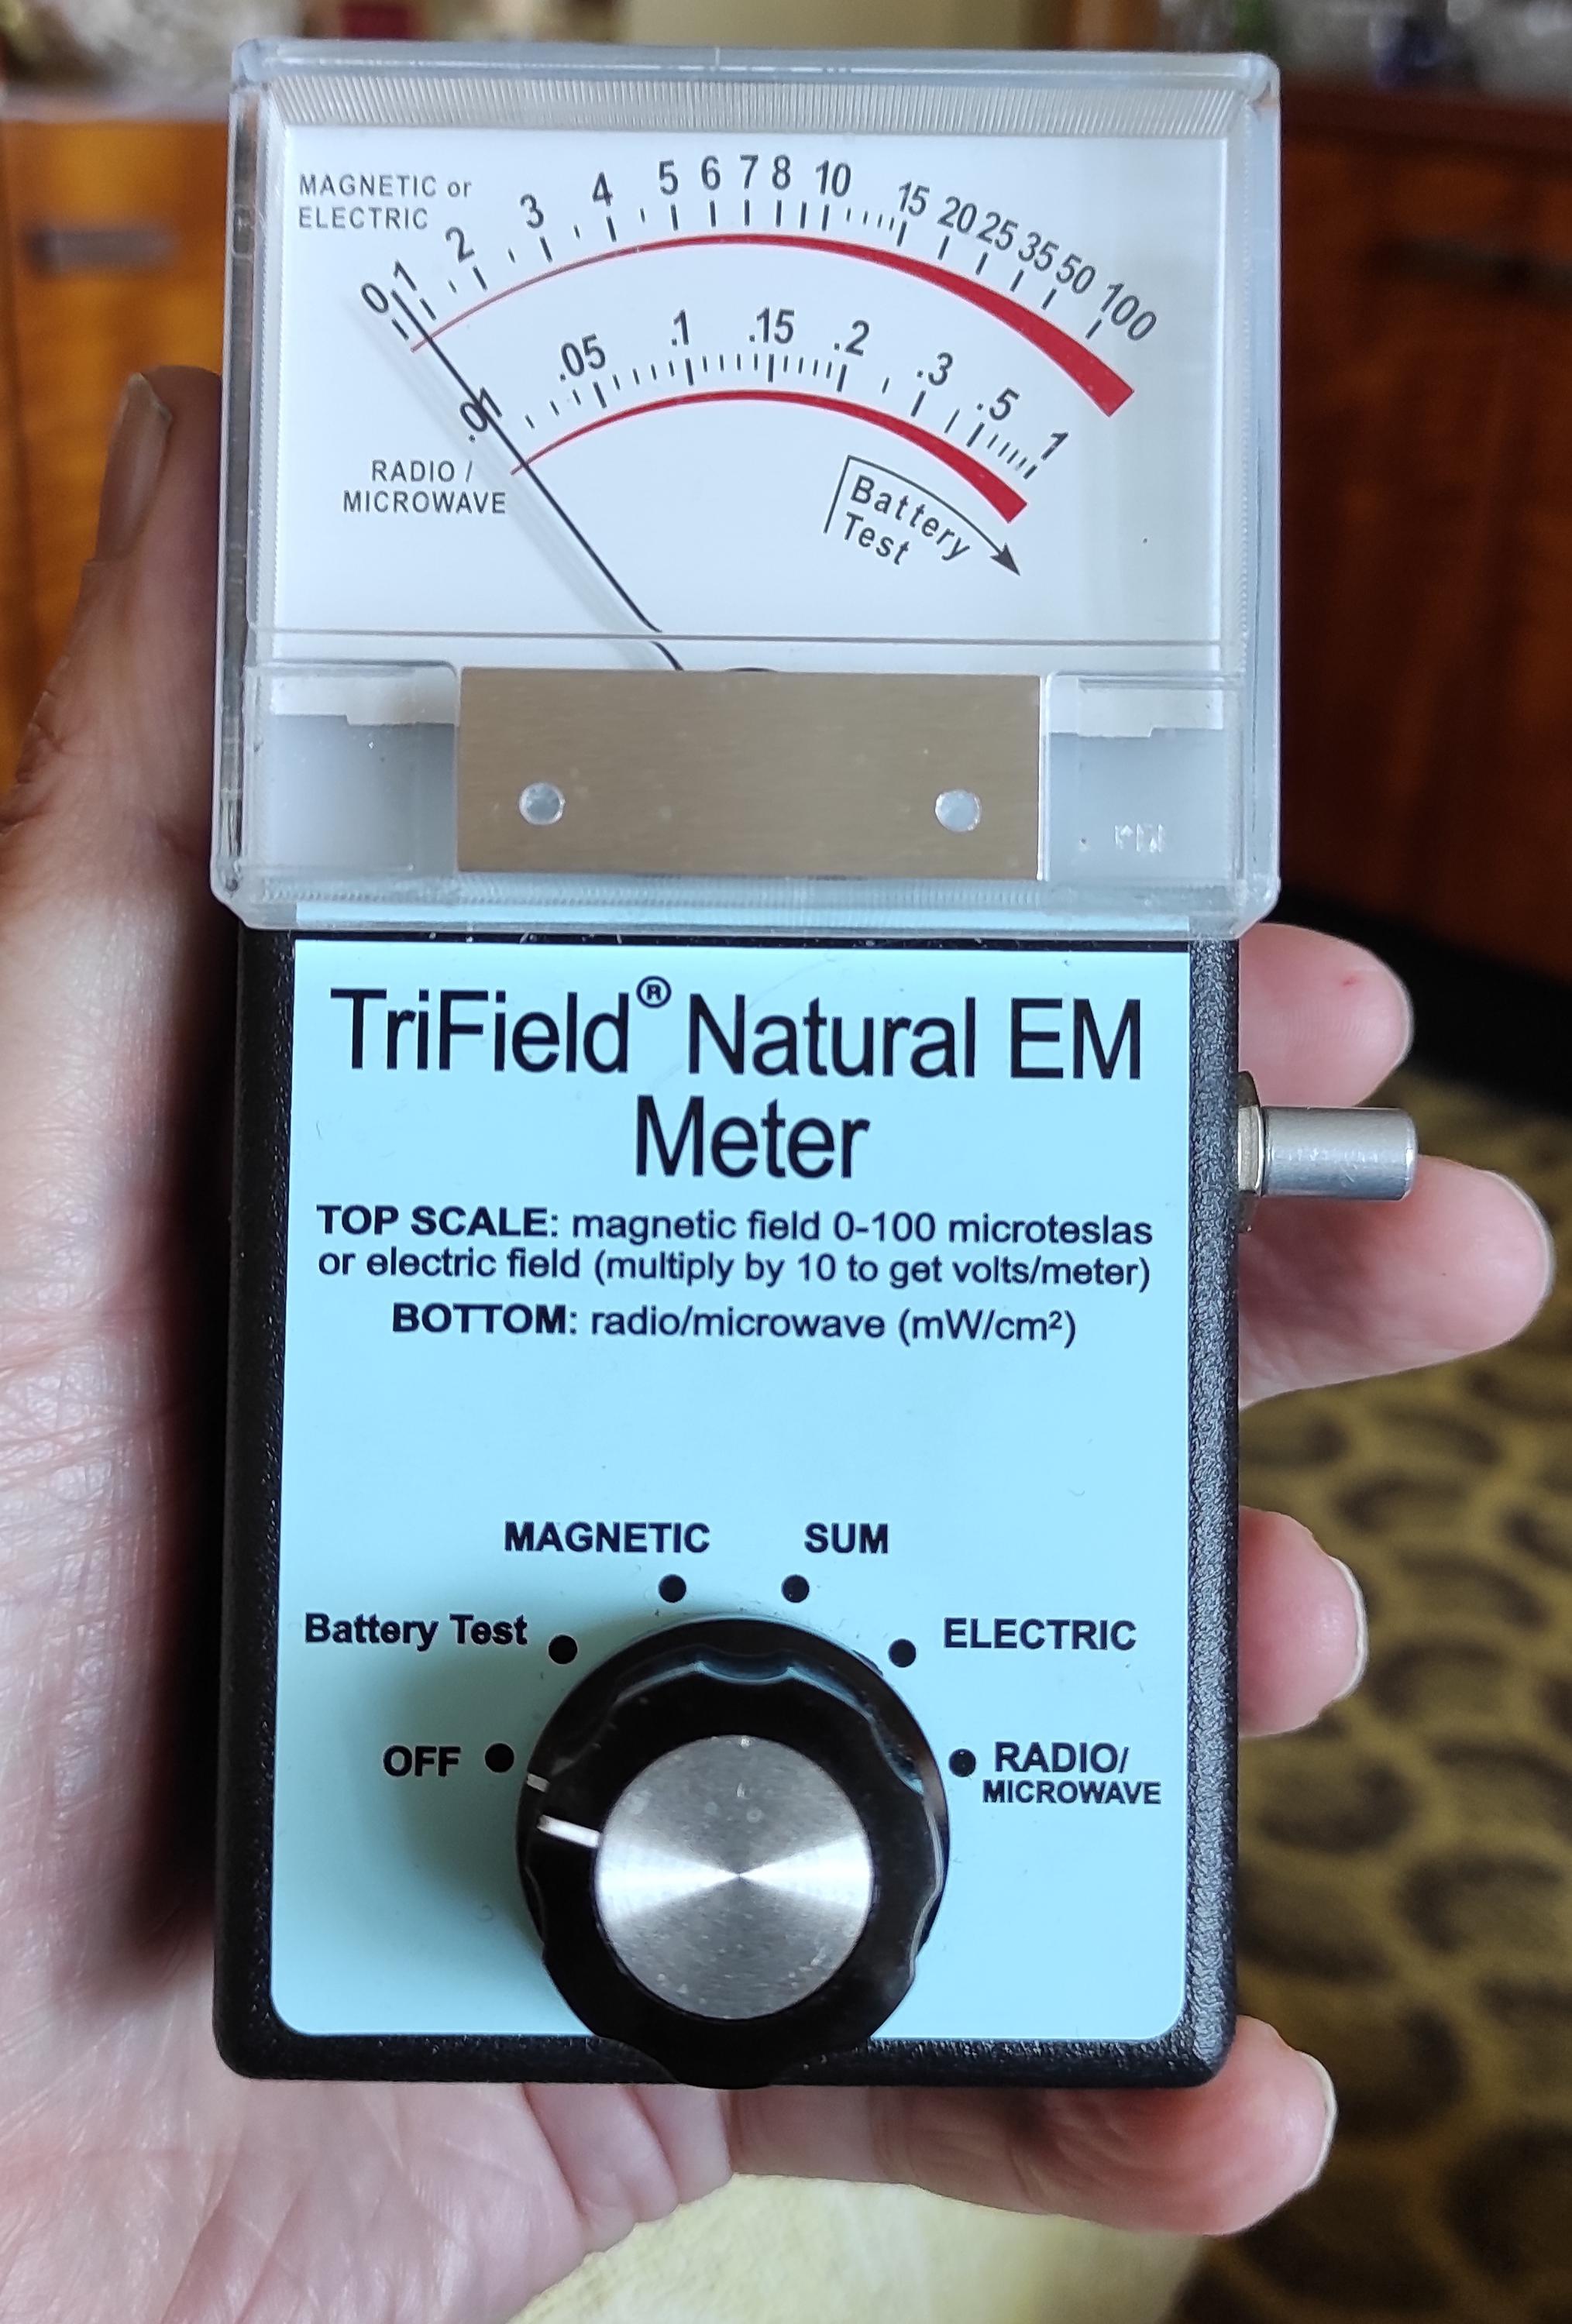 MAGNETIC or
ELECTRIC
0 1 2 3 4 5 6 7 8 10 15 20 25 35 50 100
.01 .05 .1 .15 .2 .3 .5 1
RADIO /
MICROWAVE
Battery
Test
TriField® Natural EM
Meter
TOP SCALE: magnetic field 0-100 microteslas
or electric field (multiply by 10 to get volts/meter)
BOTTOM: radio/microwave (mW/cm²)
MAGNETIC SUM
Battery Test ELECTRIC
OFF RADIO/
MICROWAVE